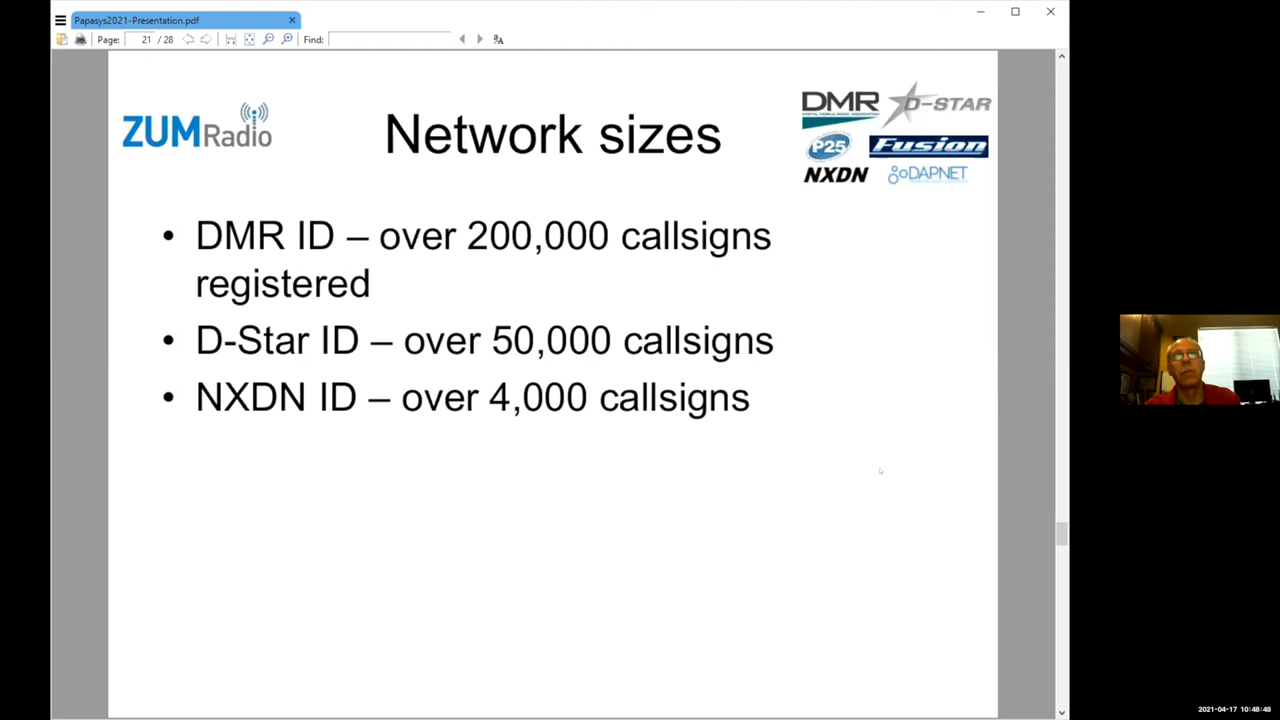 Papasys2021-Presentation.pdf
Page: 21 / 28 Find:
ZUMRadio
Network sizes
DMR D-STAR
P25 Fusion
NXDN DAPNET
• DMR ID – over 200,000 callsigns
registered
• D-Star ID – over 50,000 callsigns
• NXDN ID – over 4,000 callsigns
2021-04-17 10:48:48